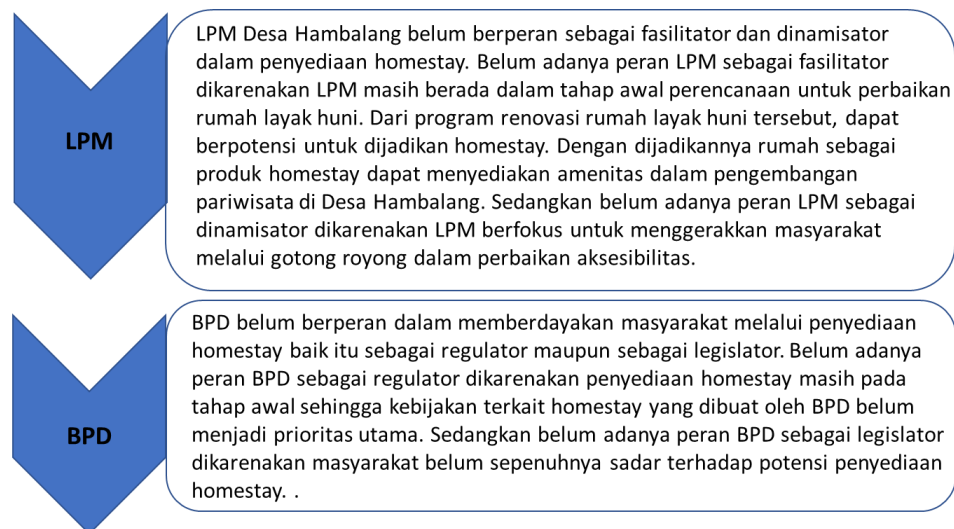 LPM
LPM Desa Hambalang belum berperan sebagai fasilitator dan dinamisator
dalam penyediaan homestay. Belum adanya peran LPM sebagai fasilitator
dikarenakan LPM masih berada dalam tahap awal perencanaan untuk perbaikan
rumah layak huni. Dari program renovasi rumah layak huni tersebut, dapat
berpotensi untuk dijadikan homestay. Dengan dijadikannya rumah sebagai
produk homestay dapat menyediakan amenitas dalam pengembangan
pariwisata di Desa Hambalang. Sedangkan belum adanya peran LPM sebagai
dinamisator dikarenakan LPM berfokus untuk menggerakkan masyarakat
melalui gotong royong dalam perbaikan aksesibilitas.
BPD
BPD belum berperan dalam memberdayakan masyarakat melalui penyediaan
homestay baik itu sebagai regulator maupun sebagai legislator. Belum adanya
peran BPD sebagai regulator dikarenakan penyediaan homestay masih pada
tahap awal sehingga kebijakan terkait homestay yang dibuat oleh BPD belum
menjadi prioritas utama. Sedangkan belum adanya peran BPD sebagai legislator
dikarenakan masyarakat belum sepenuhnya sadar terhadap potensi penyediaan
homestay. .